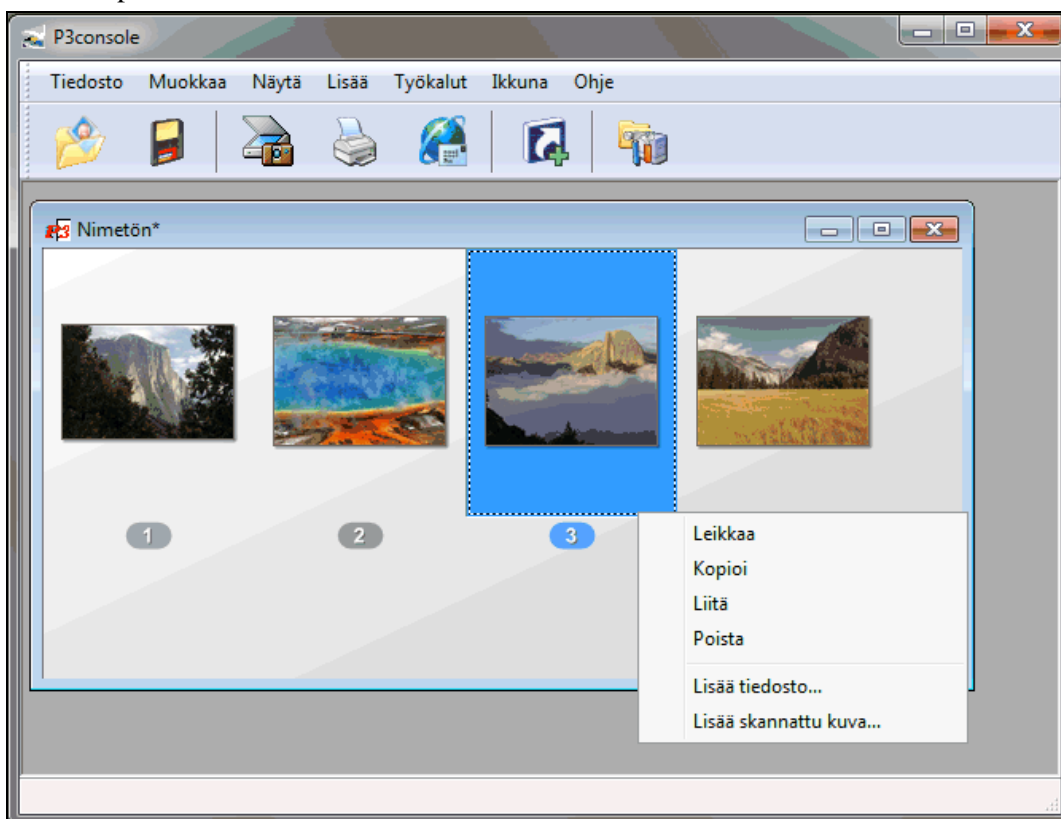 P3console
Tiedosto Muokkaa Näytä Lisää Työkalut Ikkuna Ohje
P3 Nimetön*
1 2 3
Leikkaa
Kopioi
Liitä
Poista
Lisää tiedosto...
Lisää skannattu kuva...